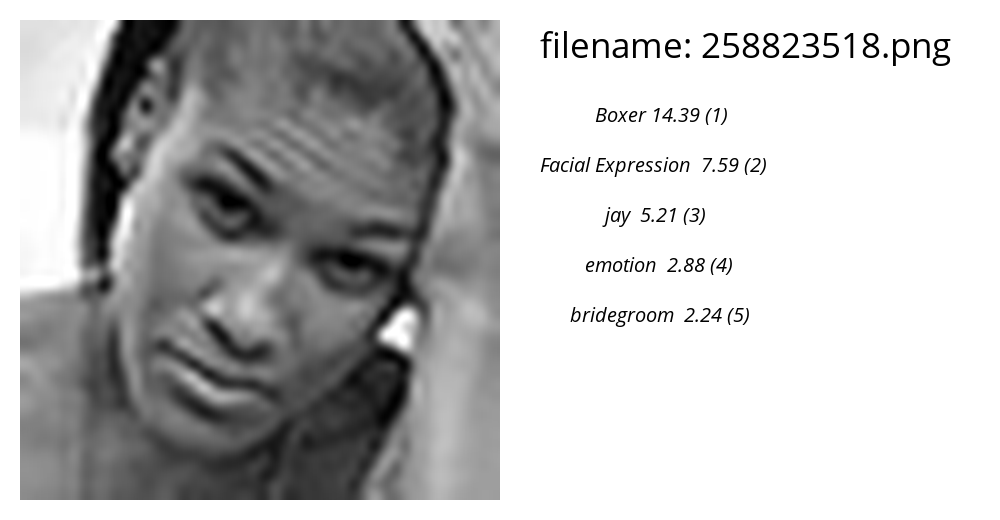 filename: 258823518.png
Boxer 14.39 (1)
Facial Expression 7.59 (2)
jay 5.21 (3)
emotion 2.88 (4)
bridegroom 2.24 (5)